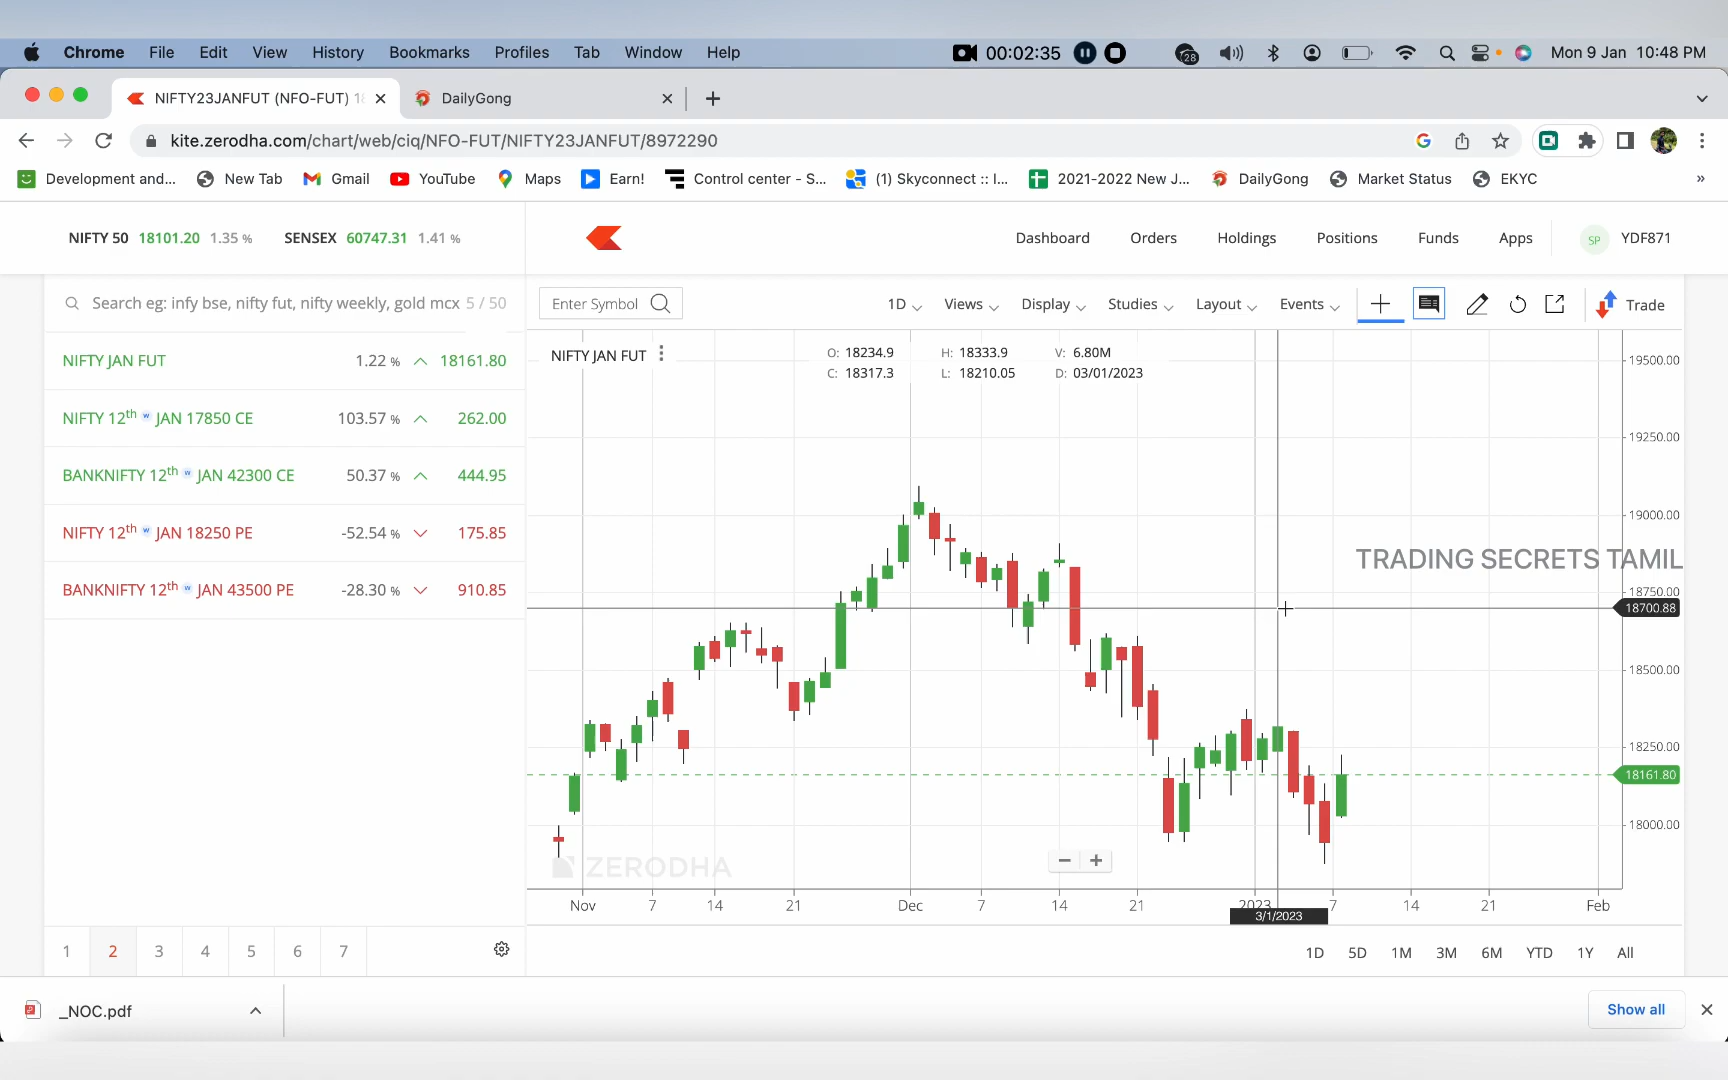 Chrome File Edit View History Bookmarks Profiles Tab Window Help 00:02:35 28 Mon 9 Jan 10:48 PM
NIFTY23JANFUT (NFO-FUT) DailyGong
kite.zerodha.com/chart/web/ciq/NFO-FUT/NIFTY23JANFUT/8972290
Development and... New Tab Gmail YouTube Maps Earn! Control center - S... (1) Skyconnect :: I... 2021-2022 New J... DailyGong Market Status EKYC »
NIFTY 50 18101.20 1.35 % SENSEX 60747.31 1.41 % Dashboard Orders Holdings Positions Funds Apps SP YDF871
Search eg: infy bse, nifty fut, nifty weekly, gold mcx 5 / 50
Enter Symbol 1D Views Display Studies Layout Events Trade
NIFTY JAN FUT 1.22 % 18161.80
NIFTY 12th w JAN 17850 CE 103.57 % 262.00
BANKNIFTY 12th w JAN 42300 CE 50.37 % 444.95
NIFTY 12th w JAN 18250 PE -52.54 % 175.85
BANKNIFTY 12th w JAN 43500 PE -28.30 % 910.85
NIFTY JAN FUT
O: 18234.9 H: 18333.9 V: 6.80M
C: 18317.3 L: 18210.05 D: 03/01/2023
19500.00
19250.00
19000.00
TRADING SECRETS TAMIL
18750.00
18700.88
18500.00
18250.00
18161.80
18000.00
ZERODHA
Nov 7 14 21 Dec 7 14 21 2023 7 14 21 Feb
3/1/2023
1 2 3 4 5 6 7
1D 5D 1M 3M 6M YTD 1Y All
_NOC.pdf Show all